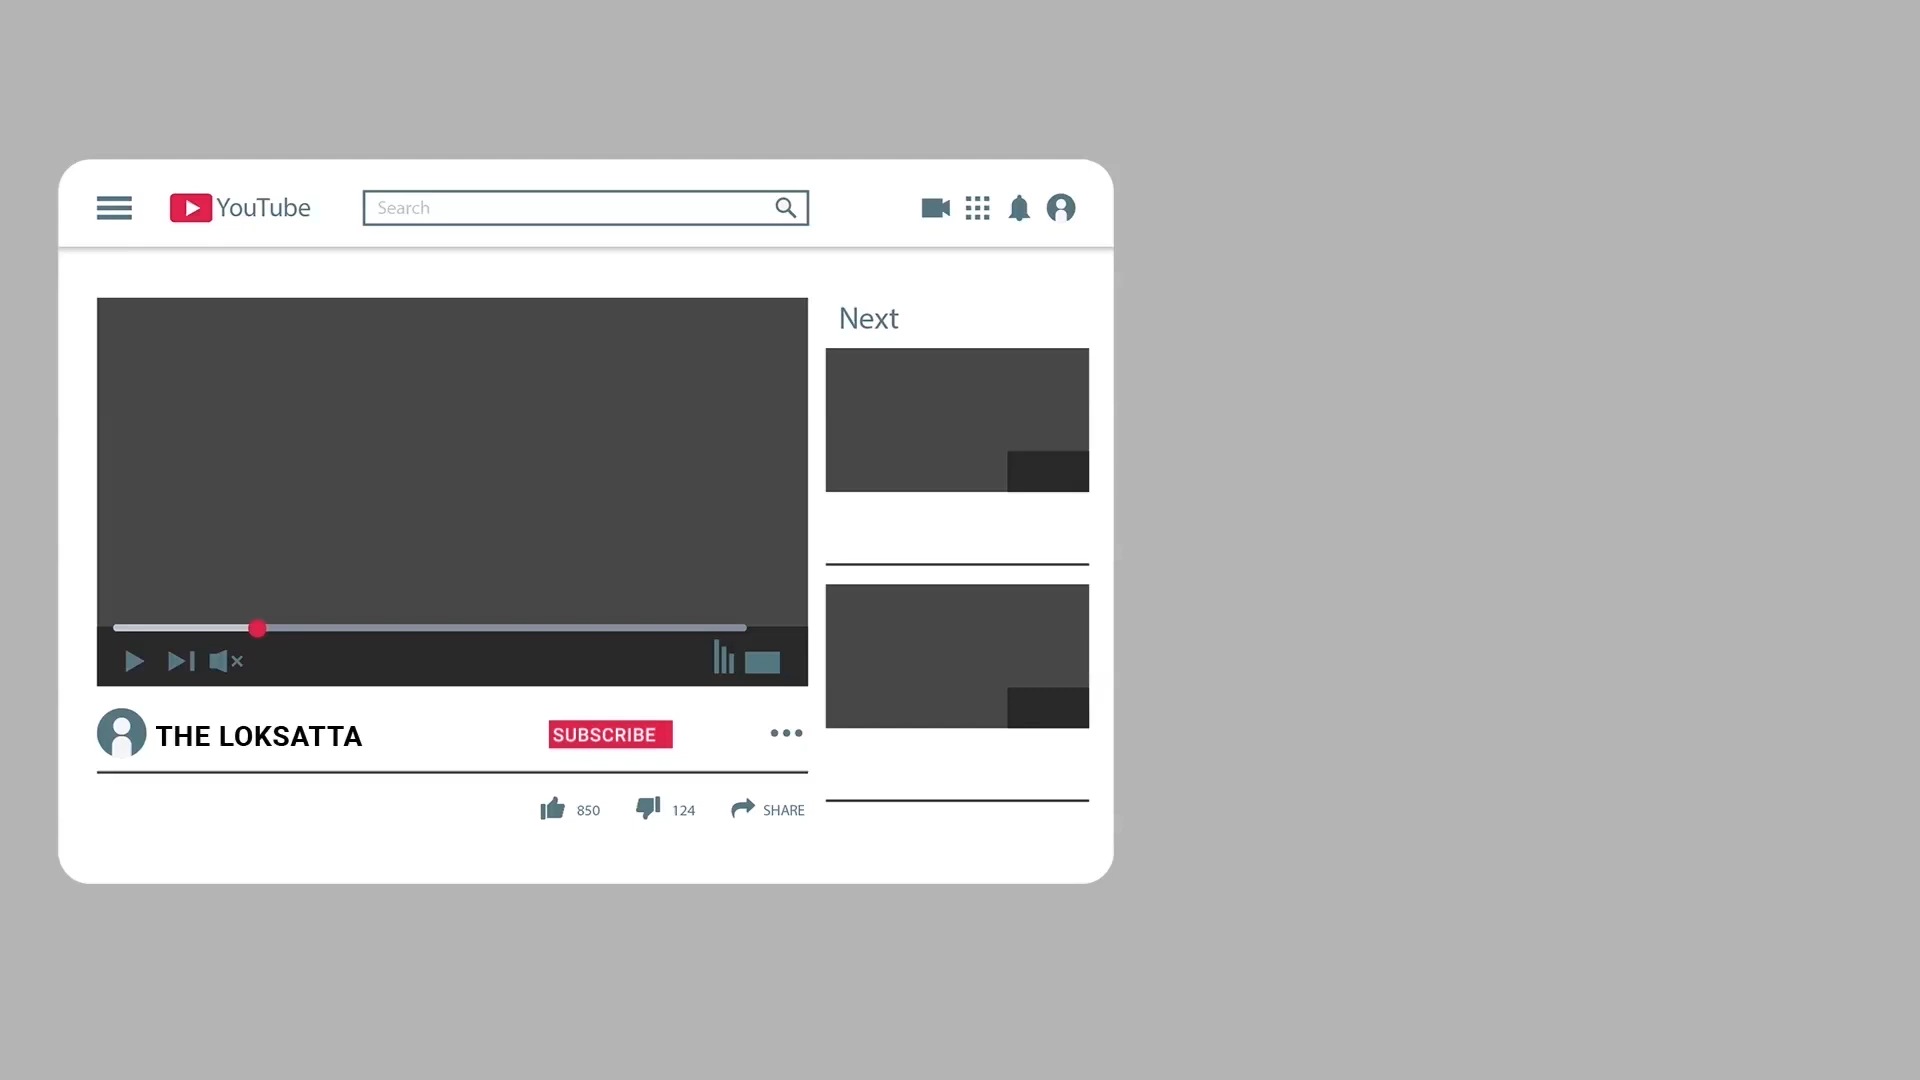 YouTube
Search
Next
THE LOKSATTA
SUBSCRIBE
850
124
SHARE